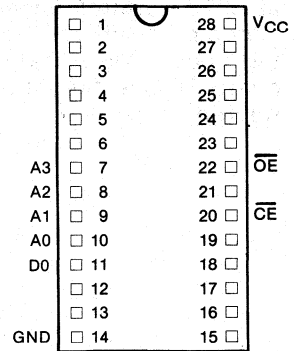 1 28 VCC
2 27
3 26
4 25
5 24
6 23
A3 7 22 OE
A2 8 21
A1 9 20 CE
A0 10 19
D0 11 18
12 17
13 16
GND 14 15